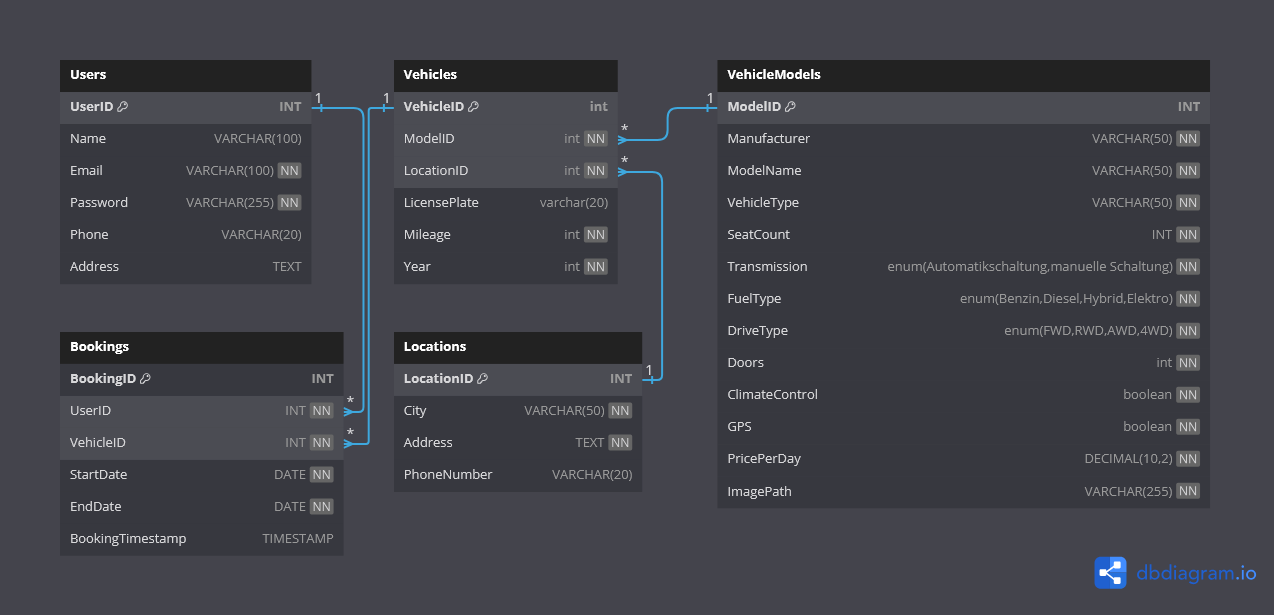 Users
UserID INT
Name VARCHAR(100)
Email VARCHAR(100) NN
Password VARCHAR(255) NN
Phone VARCHAR(20)
Address TEXT
1
Vehicles
VehicleID int
ModelID int NN
LocationID int NN
LicensePlate varchar(20)
Mileage int NN
Year int NN
1
*
*
VehicleModels
ModelID INT
Manufacturer VARCHAR(50) NN
ModelName VARCHAR(50) NN
VehicleType VARCHAR(50) NN
SeatCount INT NN
Transmission enum(Automatikschaltung,manuelle Schaltung) NN
FuelType enum(Benzin,Diesel,Hybrid,Elektro) NN
DriveType enum(FWD,RWD,AWD,4WD) NN
Doors int NN
ClimateControl boolean NN
GPS boolean NN
PricePerDay DECIMAL(10,2) NN
ImagePath VARCHAR(255) NN
1
Bookings
BookingID INT
UserID INT NN
VehicleID INT NN
StartDate DATE NN
EndDate DATE NN
BookingTimestamp TIMESTAMP
*
*
Locations
LocationID INT
City VARCHAR(50) NN
Address TEXT NN
PhoneNumber VARCHAR(20)
1
dbdiagram.io